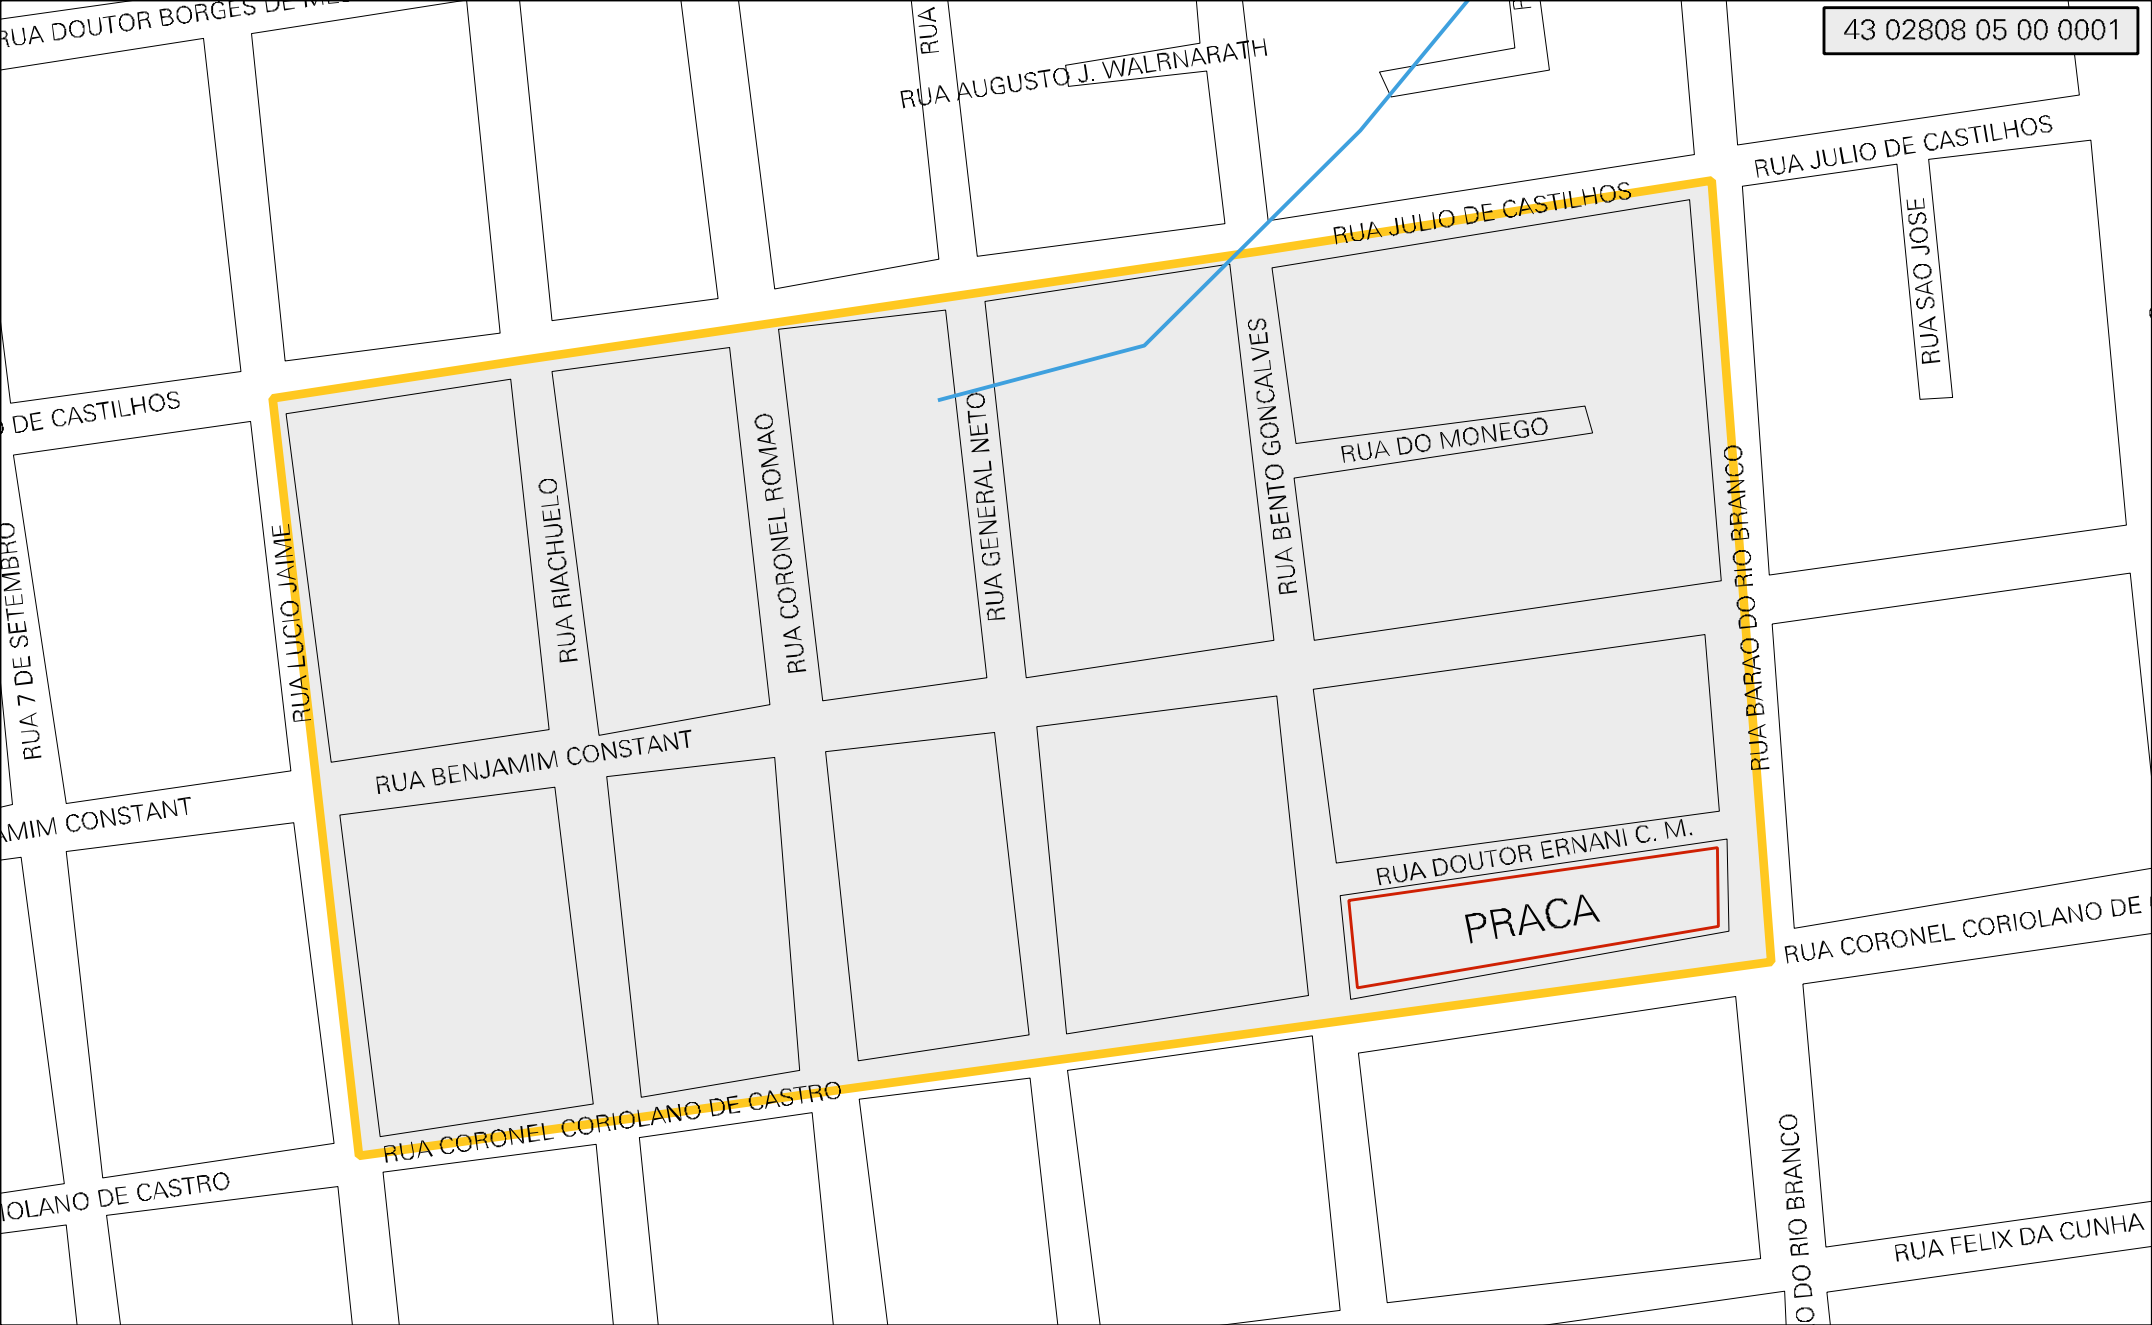 RUA DOUTOR BORGES DE
RUA
43 02808 05 00 0001
RUA AUGUSTO J. WALRNARATH
RUA JULIO DE CASTILHOS
RUA JULIO DE CASTILHOS
RUA SAO JOSE
DE CASTILHOS
RUA BENTO GONCALVES
RUA GENERAL NETO
RUA CORONEL ROMAO
RUA DO MONEGO
RUA RIACHUELO
RUA LUCIO JAIME
RUA 7 DE SETEMBRO
RUA BARAO DO RIO BRANCO
RUA BENJAMIM CONSTANT
AMIM CONSTANT
RUA DOUTOR ERNANI C. M.
PRACA
RUA CORONEL CORIOLANO DE
RUA CORONEL CORIOLANO DE CASTRO
IOLANO DE CASTRO
O DO RIO BRANCO
RUA FELIX DA CUNHA